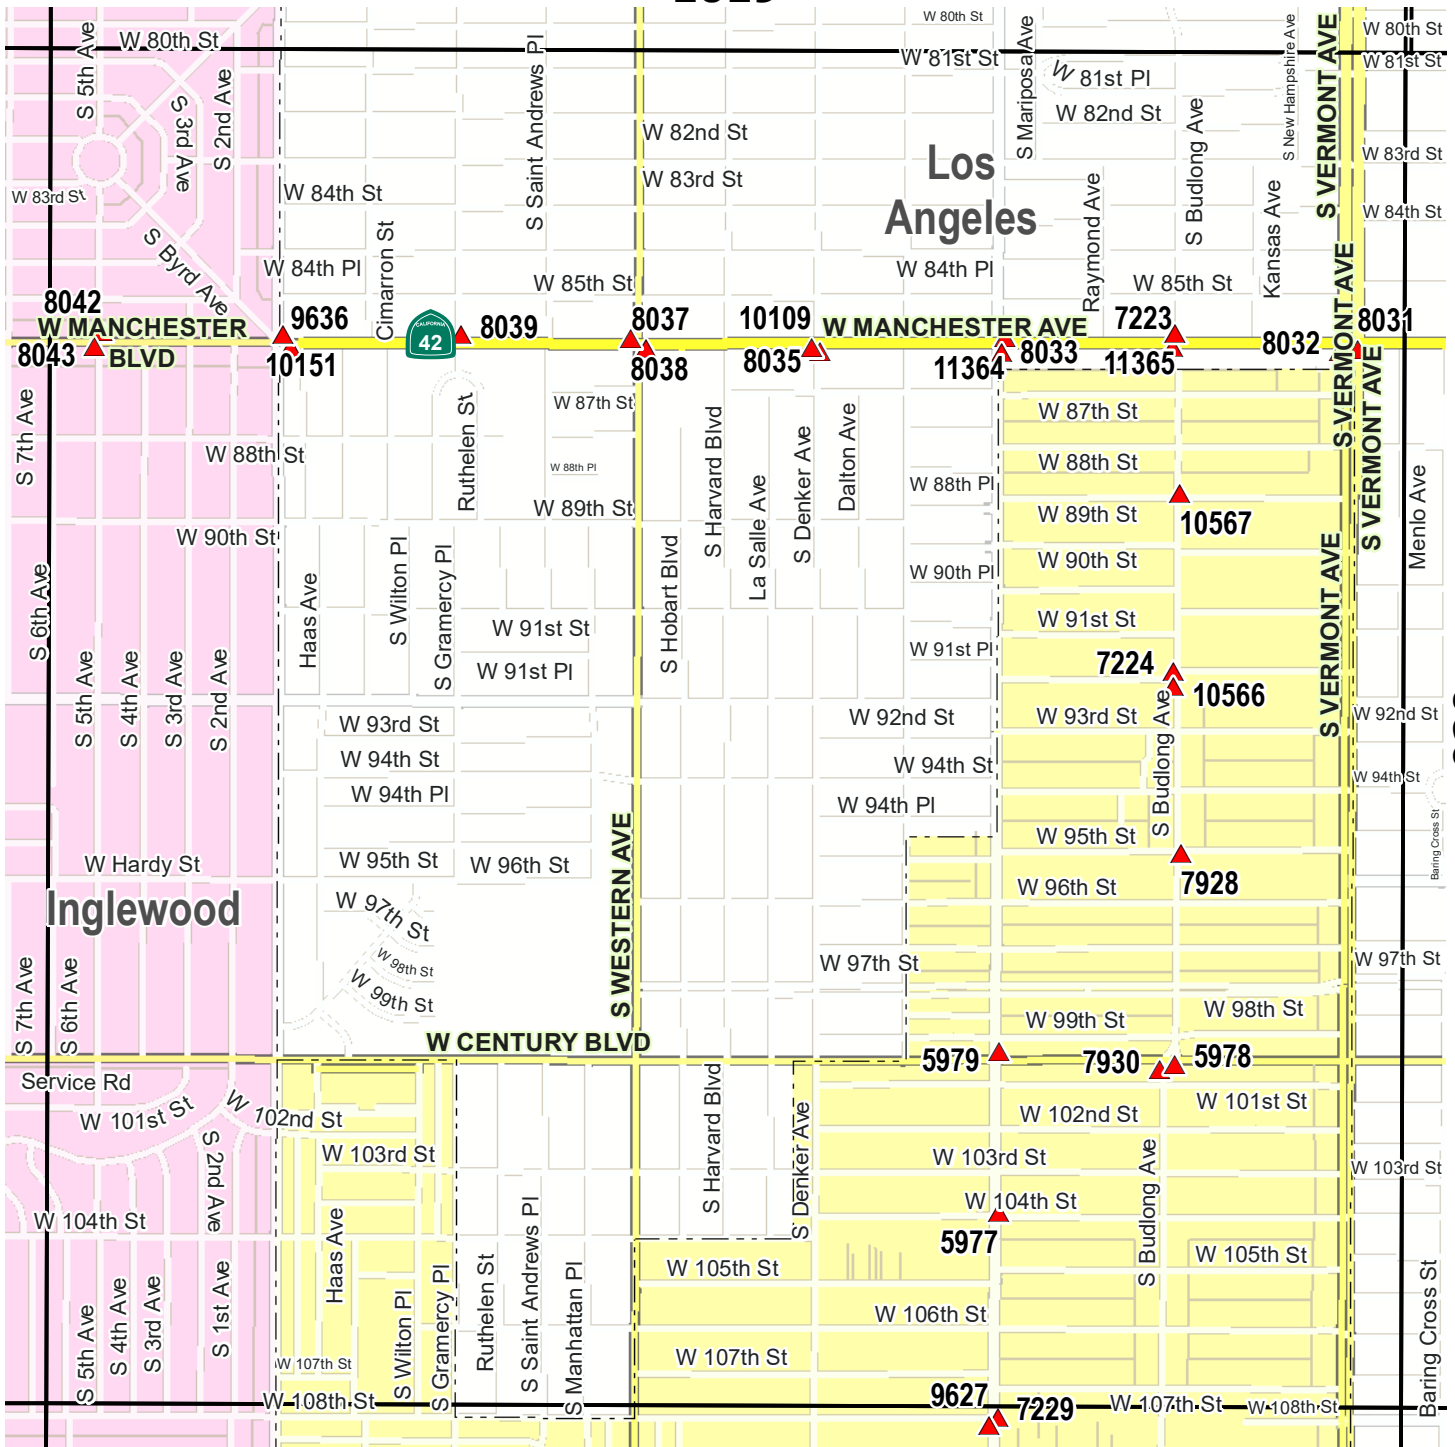 W 80th St
W 80th St
W 80th St
W 81st St
W 81st St
W 81st Pl
W 82nd St
W 82nd St
S 5th Ave
S 3rd Ave
S 2nd Ave
S Saint Andrews Pl
S Mariposa Ave
S New Hampshire Ave
S VERMONT AVE
Los
Angeles
W 83rd St
W 83rd St
W 83rd St
W 84th St
W 84th St
S Byrd Ave
Cimarron St
Raymond Ave
S Budlong Ave
Kansas Ave
W 84th Pl
W 84th Pl
W 85th St
W 85th St
8042
W MANCHESTER
BLVD
8043
9636
10151
CALIFORNIA
42
8039
8037
8038
10109
8035
W MANCHESTER AVE
8033
11364
7223
11365
8032
8031
S VERMONT AVE
S VERMONT AVE
S 7th Ave
W 88th St
Ruthelen St
W 87th St
W 88th Pl
W 89th St
S Harvard Blvd
La Salle Ave
S Denker Ave
Dalton Ave
W 88th Pl
W 87th St
W 88th St
W 89th St
10567
Menlo Ave
W 90th St
S 6th Ave
Haas Ave
S Wilton Pl
S Gramercy Pl
S Hobart Blvd
W 90th Pl
W 90th St
S VERMONT AVE
W 91st St
W 91st Pl
W 91st Pl
W 91st St
7224
10566
S 5th Ave
S 4th Ave
S 3rd Ave
S 2nd Ave
W 93rd St
W 94th St
W 94th Pl
W 92nd St
W 93rd St
W 92nd St
S Budlong Ave
W 94th St
W 94th St
W 94th Pl
W 95th St
W 95th St
W 96th St
W 96th St
7928
Baring Cross St
W Hardy St
Inglewood
S WESTERN AVE
W 97th St
W 98th St
W 99th St
W 97th St
W 97th St
W 98th St
W 99th St
S 7th Ave
S 6th Ave
W CENTURY BLVD
5979
7930
5978
Service Rd
W 101st St
W 102nd St
W 101st St
W 102nd St
S 2nd Ave
W 103rd St
S Harvard Blvd
S Denker Ave
W 103rd St
W 103rd St
S Budlong Ave
W 104th St
W 104th St
5977
Haas Ave
W 105th St
W 105th St
S 5th Ave
S 4th Ave
S 3rd Ave
S 1st Ave
S Wilton Pl
S Gramercy Pl
Ruthelen St
S Saint Andrews Pl
S Manhattan Pl
W 106th St
Baring Cross St
W 107th St
W 107th St
W 108th St
9627
7229
W 107th St
W 108th St